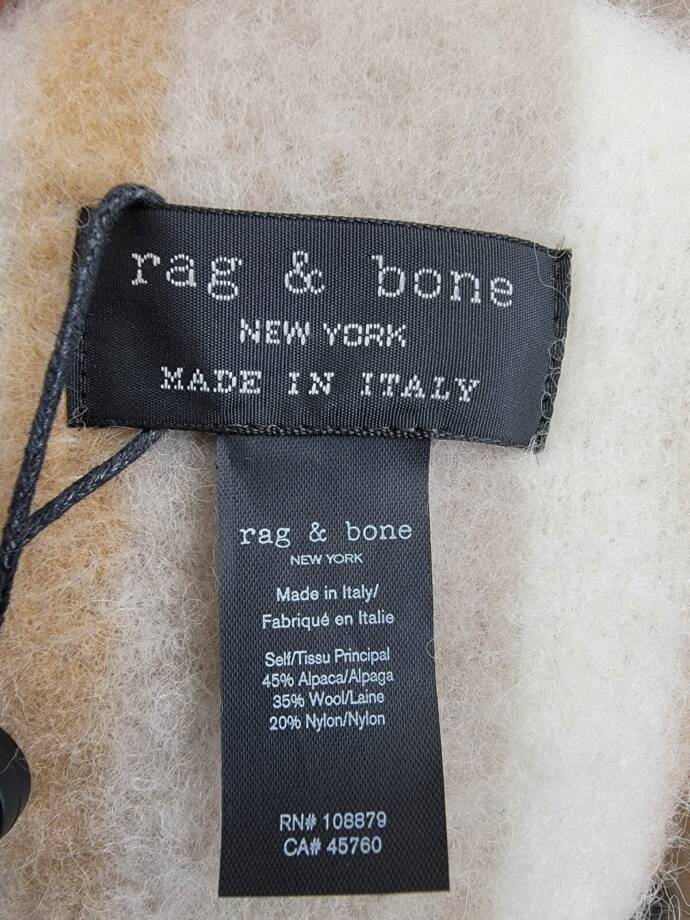 rag & bone
NEW YORK
MADE IN ITALY
rag & bone
NEW YORK
Made in Italy/
Fabriqué en Italie
Self/Tissu Principal
45% Alpaca/Alpaga
35% Wool/Laine
20% Nylon/Nylon
RN# 108879
CA# 45760